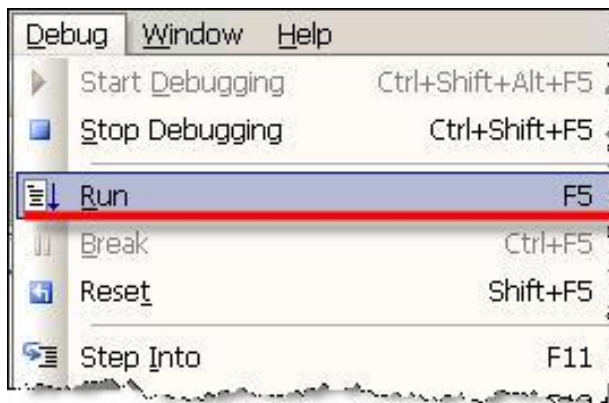 Debug Window Help
Start Debugging Ctrl+Shift+Alt+F5
Stop Debugging Ctrl+Shift+F5
Run F5
Break Ctrl+F5
Reset Shift+F5
Step Into F11